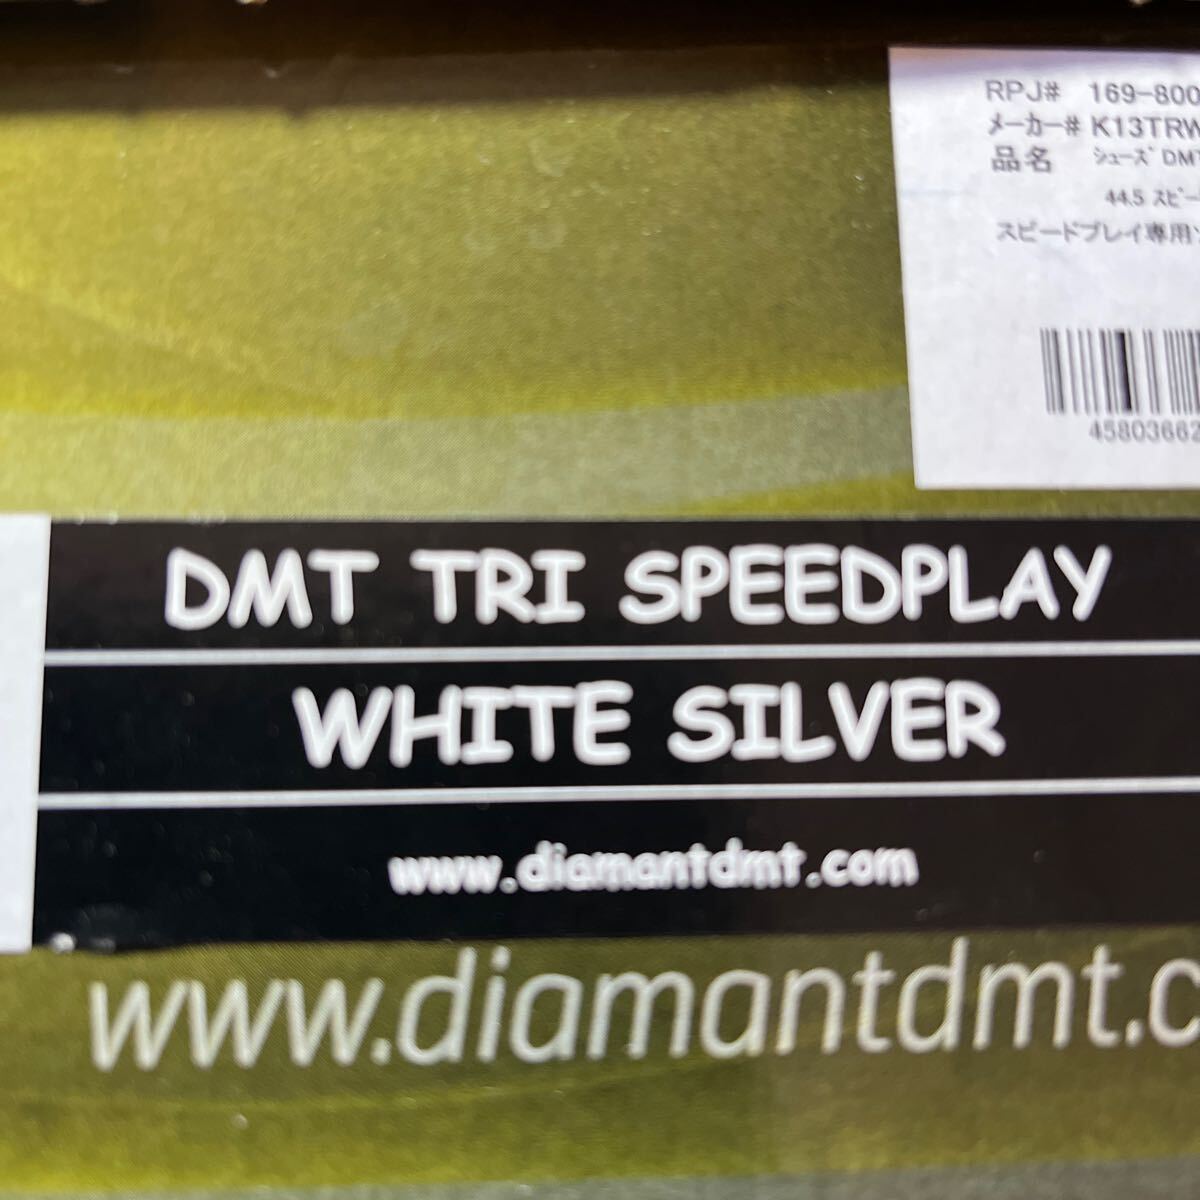 RPJ# 169-800
ﾒｰｶｰ# K13TRW
品名 ｼｭｰｽﾞ DMT
44.5 ｽﾋﾟｰ
スピードプレイ専用ソ
45803662
DMT TRI SPEEDPLAY
WHITE SILVER
www.diamantdmt.com
www.diamantdmt.c